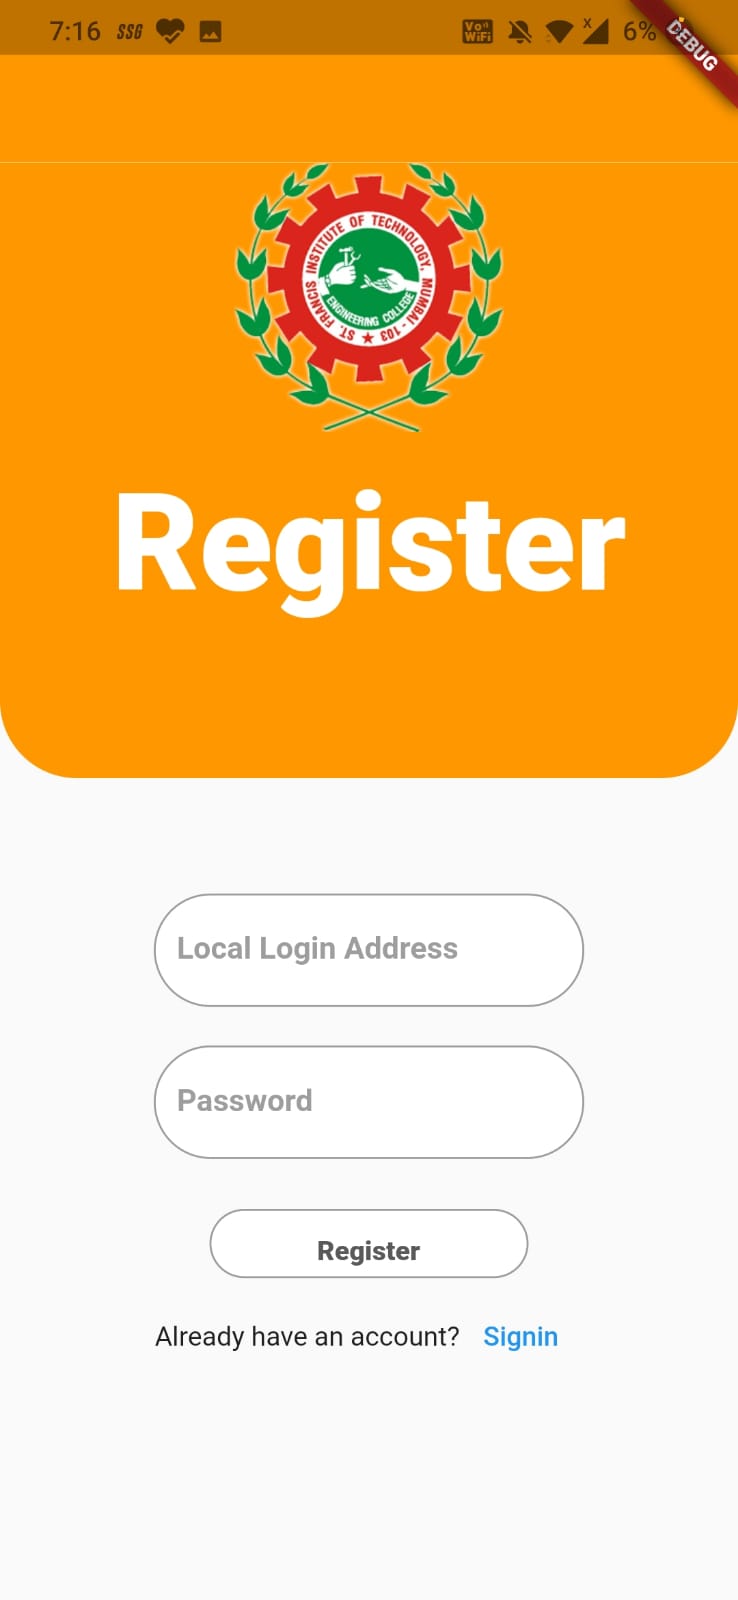 7:16 SSG Vo)) WiFi X 6%
DEBUG
ST. FRANCIS INSTITUTE OF TECHNOLOGY, MUMBAI - 103
ENGINEERING COLLEGE
Register
Local Login Address
Password
Register
Already have an account? Signin